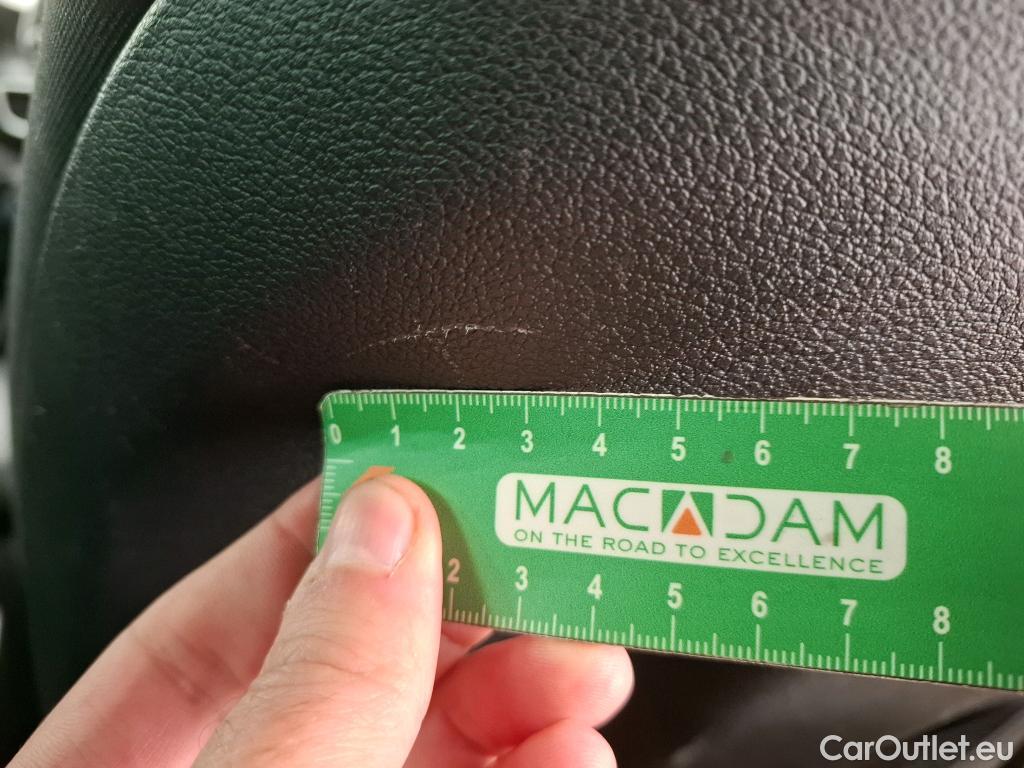 0 1 2 3 4 5 6 7 8
MACADAM
ON THE ROAD TO EXCELLENCE
2 3 4 5 6 7 8
CarOutlet.eu